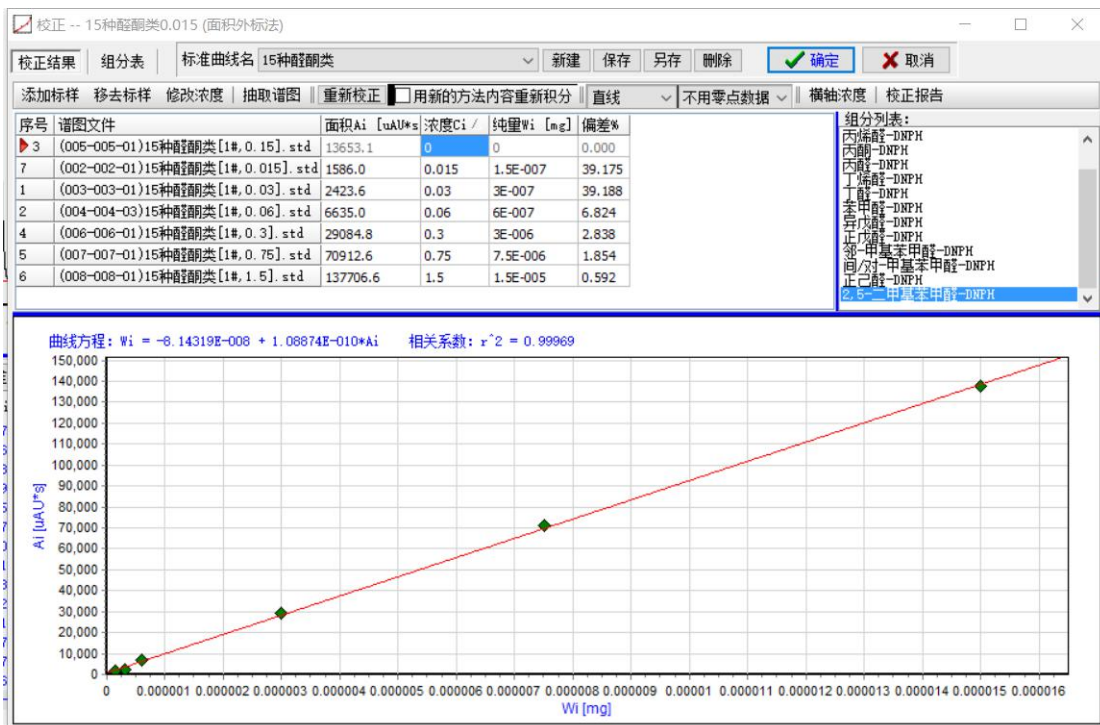 校正 -- 15种醛酮类0.015 (面积外标法)
校正结果 组分表 标准曲线名 15种醛酮类 新建 保存 另存 删除 确定 取消
添加标样 移去标样 修改浓度 抽取谱图 重新校正 用新的方法内容重新积分 直线 不用零点数据 横轴浓度 校正报告
序号 谱图文件 面积Ai [uAU*s 浓度Ci 纯量Wi [mg] 偏差%
3 (005-005-01)15种醛酮类[1#,0.15].std 13653.1 0 0 0.000
7 (002-002-01)15种醛酮类[1#,0.015].std 1586.0 0.015 1.5E-007 39.175
1 (003-003-01)15种醛酮类[1#,0.03].std 2423.6 0.03 3E-007 39.188
2 (004-004-03)15种醛酮类[1#,0.06].std 6635.0 0.06 6E-007 6.824
4 (006-006-01)15种醛酮类[1#,0.3].std 29084.8 0.3 3E-006 2.838
5 (007-007-01)15种醛酮类[1#,0.75].std 70912.6 0.75 7.5E-006 1.854
6 (008-008-01)15种醛酮类[1#,1.5].std 137706.6 1.5 1.5E-005 0.592
组分列表:
丙烯醛-DNPH
丙酮-DNPH
丙醛-DNPH
丁烯醛-DNPH
丁醛-DNPH
苯甲醛-DNPH
异戊醛-DNPH
正戊醛-DNPH
邻-甲基苯甲醛-DNPH
间/对-甲基苯甲醛-DNPH
正己醛-DNPH
2,5-二甲基苯甲醛-DNPH
曲线方程: Wi = -8.14319E-008 + 1.08874E-010*Ai 相关系数: r^2 = 0.99969
150,000
140,000
130,000
120,000
110,000
100,000
90,000
80,000
70,000
60,000
50,000
40,000
30,000
20,000
10,000
0
Ai [uAU*s]
0 0.000001 0.000002 0.000003 0.000004 0.000005 0.000006 0.000007 0.000008 0.000009 0.00001 0.000011 0.000012 0.000013 0.000014 0.000015 0.000016
Wi [mg]